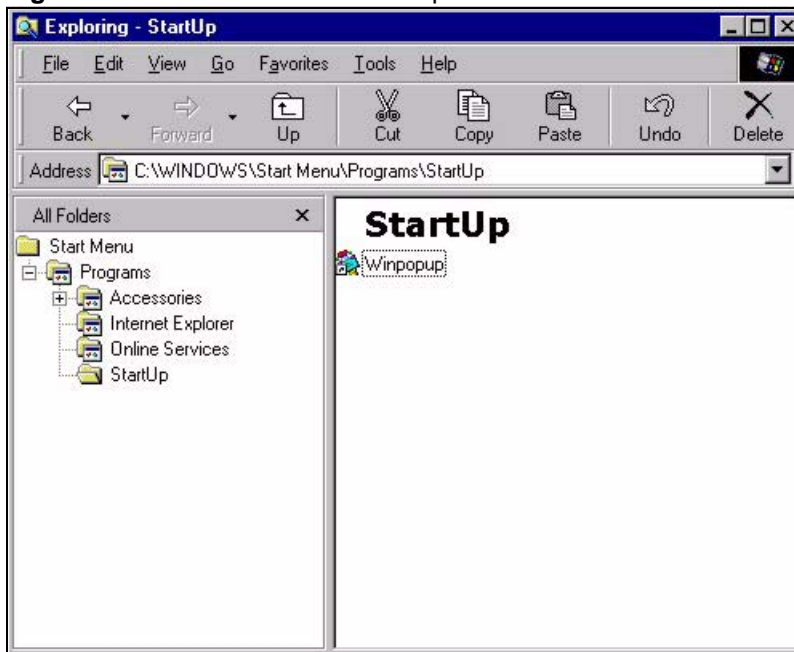 Exploring - StartUp
File Edit View Go Favorites Tools Help
Back Forward Up Cut Copy Paste Undo Delete
Address C:\WINDOWS\Start Menu\Programs\StartUp
All Folders
Start Menu
Programs
Accessories
Internet Explorer
Online Services
StartUp
StartUp
Winpopup